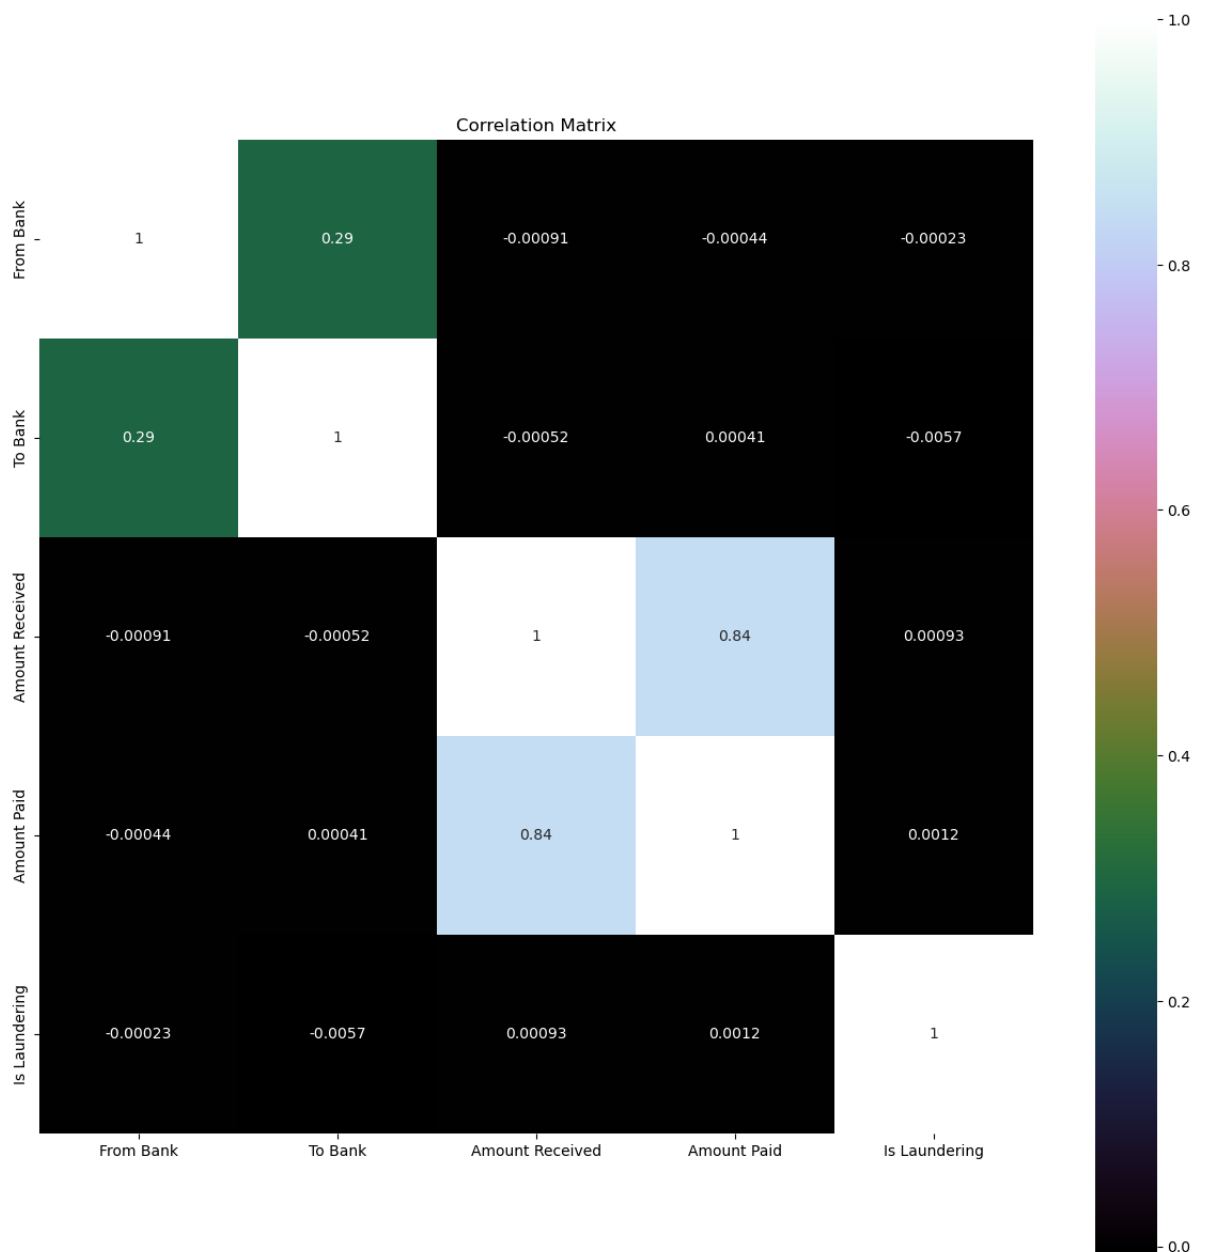 Correlation Matrix
From Bank
1
0.29
-0.00091
-0.00044
-0.00023
To Bank
0.29
1
-0.00052
0.00041
-0.0057
Amount Received
-0.00091
-0.00052
1
0.84
0.00093
Amount Paid
-0.00044
0.00041
0.84
1
0.0012
Is Laundering
-0.00023
-0.0057
0.00093
0.0012
1
From Bank
To Bank
Amount Received
Amount Paid
Is Laundering
1.0
0.8
0.6
0.4
0.2
0.0